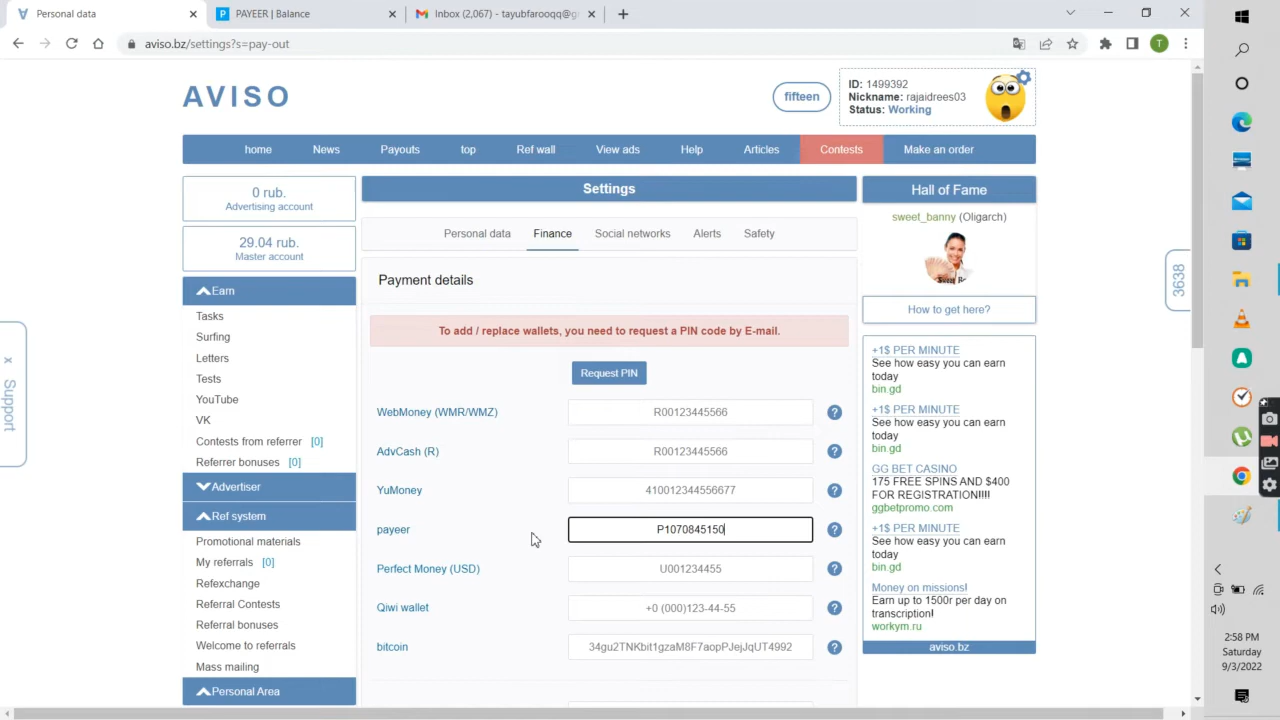 Personal data
PAYEER | Balance
Inbox (2,067) - tayubfarooqq@g
aviso.bz/settings?s=pay-out
T
AVISO
fifteen
ID: 1499392
Nickname: rajaidrees03
Status: Working
home News Payouts top Ref wall View ads Help Articles Contests Make an order
0 rub.
Advertising account
29.04 rub.
Master account
Earn
Tasks
Surfing
Letters
Tests
YouTube
VK
Contests from referrer [0]
Referrer bonuses [0]
Advertiser
Ref system
Promotional materials
My referrals [0]
Refexchange
Referral Contests
Referral bonuses
Welcome to referrals
Mass mailing
Personal Area
Settings
Personal data Finance Social networks Alerts Safety
Payment details
To add / replace wallets, you need to request a PIN code by E-mail.
Request PIN
WebMoney (WMR/WMZ) R00123445566 ?
AdvCash (R) R00123445566 ?
YuMoney 410012344556677 ?
payeer P1070845150 ?
Perfect Money (USD) U001234455 ?
Qiwi wallet +0 (000)123-44-55 ?
bitcoin 34gu2TNKbit1gzaM8F7aopPJejJqUT4992 ?
Hall of Fame
sweet_banny (Oligarch)
How to get here?
+1$ PER MINUTE
See how easy you can earn
today
bin.gd
+1$ PER MINUTE
See how easy you can earn
today
bin.gd
GG BET CASINO
175 FREE SPINS AND $400
FOR REGISTRATION!!!!
ggbetpromo.com
+1$ PER MINUTE
See how easy you can earn
today
bin.gd
Money on missions!
Earn up to 1500r per day on
transcription!
workym.ru
aviso.bz
x Support
3638
2:58 PM
Saturday
9/3/2022